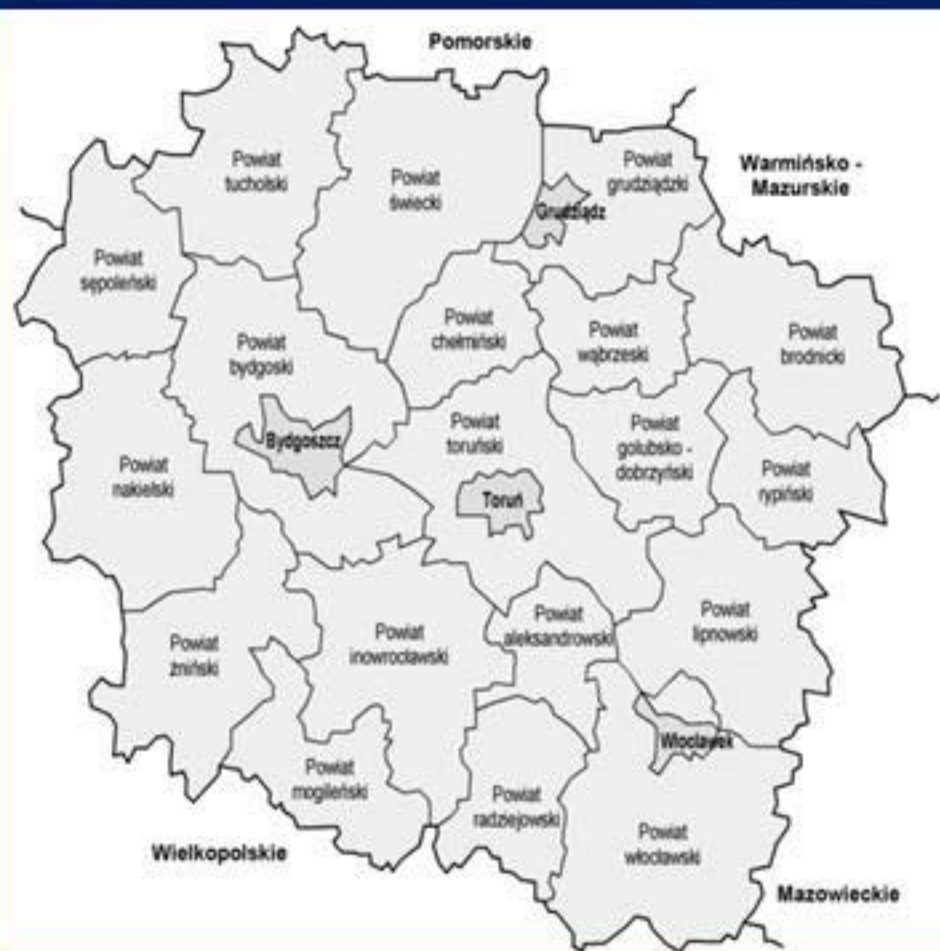 Pomorskie
Powiat
tucholski
Powiat
świecki
Powiat
grudziądzki
Warmińsko -
Mazurskie
Grudziądz
Powiat
sępoleński
Powiat
bydgoski
Powiat
chełmiński
Powiat
wąbrzeski
Powiat
brodnicki
Bydgoszcz
Powiat
toruński
Powiat
golubsko -
dobrzyński
Powiat
nakielski
Powiat
rypiński
Toruń
Powiat
żniński
Powiat
inowrocławski
Powiat
aleksandrowski
Powiat
lipnowski
Włocławek
Powiat
mogileński
Powiat
radziejowski
Powiat
włocławski
Wielkopolskie
Mazowieckie